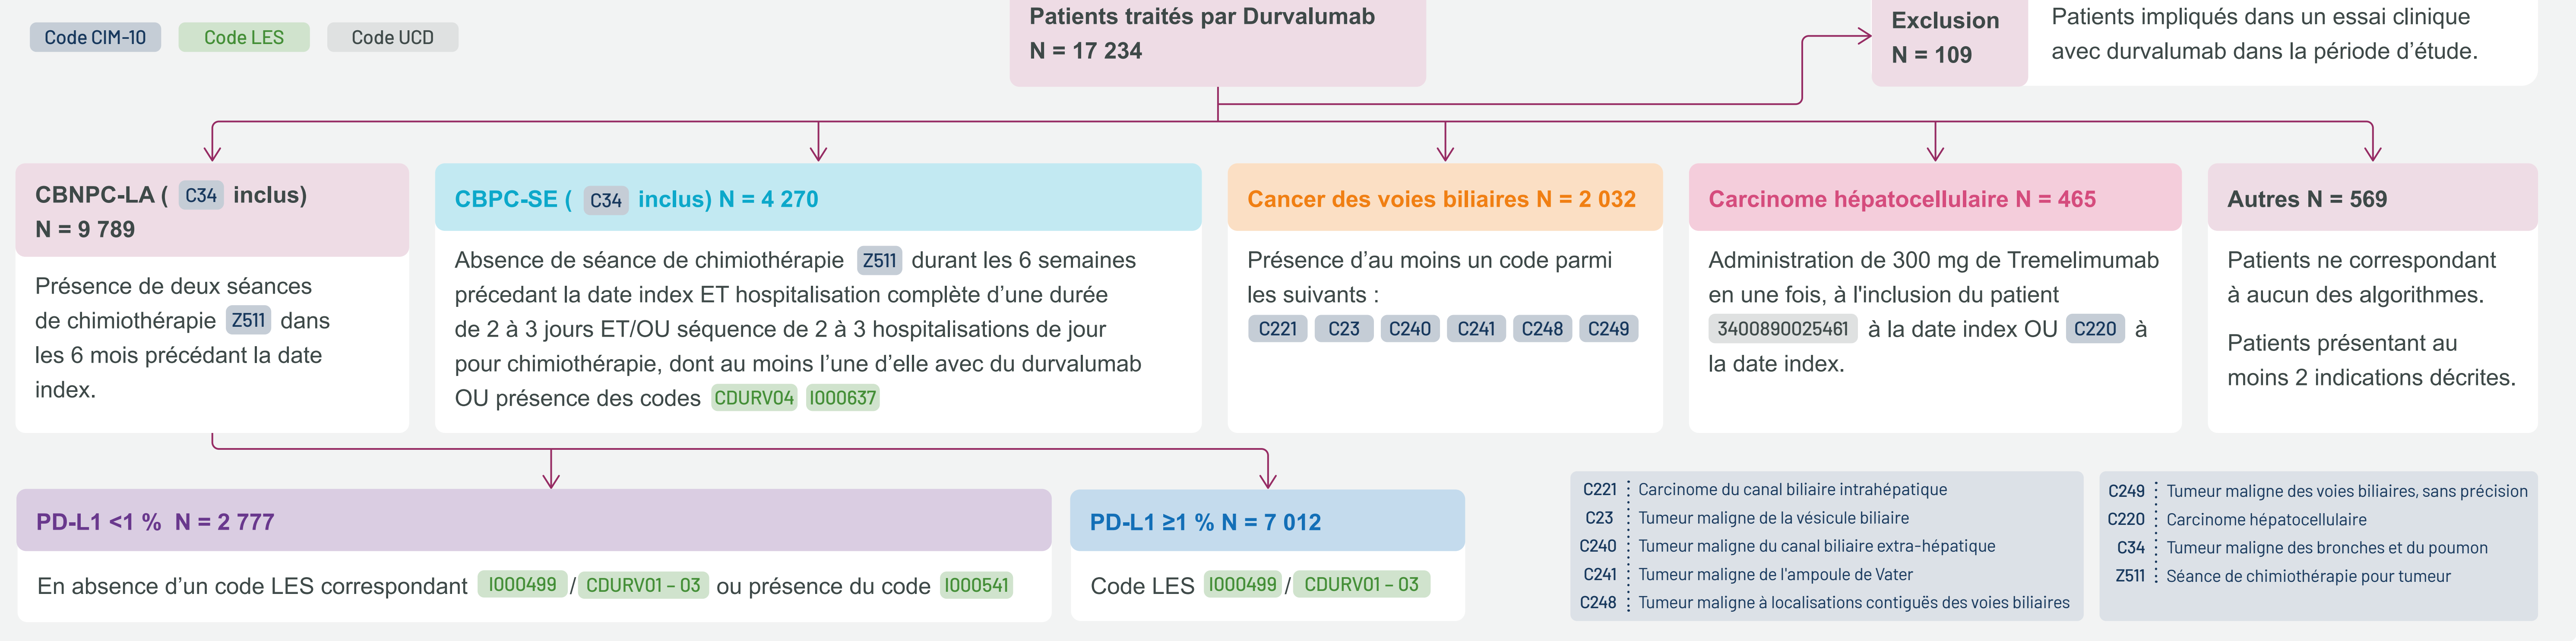 Code CIM-10 Code LES Code UCD
Patients traités par Durvalumab
N = 17 234
Exclusion
N = 109
Patients impliqués dans un essai clinique
avec durvalumab dans la période d’étude.
CBNPC-LA ( C34 inclus)
N = 9 789
Présence de deux séances
de chimiothérapie Z511 dans
les 6 mois précédant la date
index.
CBPC-SE ( C34 inclus) N = 4 270
Absence de séance de chimiothérapie Z511 durant les 6 semaines
précedant la date index ET hospitalisation complète d’une durée
de 2 à 3 jours ET/OU séquence de 2 à 3 hospitalisations de jour
pour chimiothérapie, dont au moins l’une d’elle avec du durvalumab
OU présence des codes CDURV04 I000637
Cancer des voies biliaires N = 2 032
Présence d’au moins un code parmi
les suivants :
C221 C23 C240 C241 C248 C249
Carcinome hépatocellulaire N = 465
Administration de 300 mg de Tremelimumab
en une fois, à l'inclusion du patient
3400890025461 à la date index OU C220 à
la date index.
Autres N = 569
Patients ne correspondant
à aucun des algorithmes.
Patients présentant au
moins 2 indications décrites.
PD-L1 <1 % N = 2 777
En absence d’un code LES correspondant I000499 / CDURV01 – 03 ou présence du code I000541
PD-L1 ≥1 % N = 7 012
Code LES I000499 / CDURV01 – 03
C221 Carcinome du canal biliaire intrahépatique
C23 Tumeur maligne de la vésicule biliaire
C240 Tumeur maligne du canal biliaire extra-hépatique
C241 Tumeur maligne de l'ampoule de Vater
C248 Tumeur maligne à localisations contiguës des voies biliaires
C249 Tumeur maligne des voies biliaires, sans précision
C220 Carcinome hépatocellulaire
C34 Tumeur maligne des bronches et du poumon
Z511 Séance de chimiothérapie pour tumeur